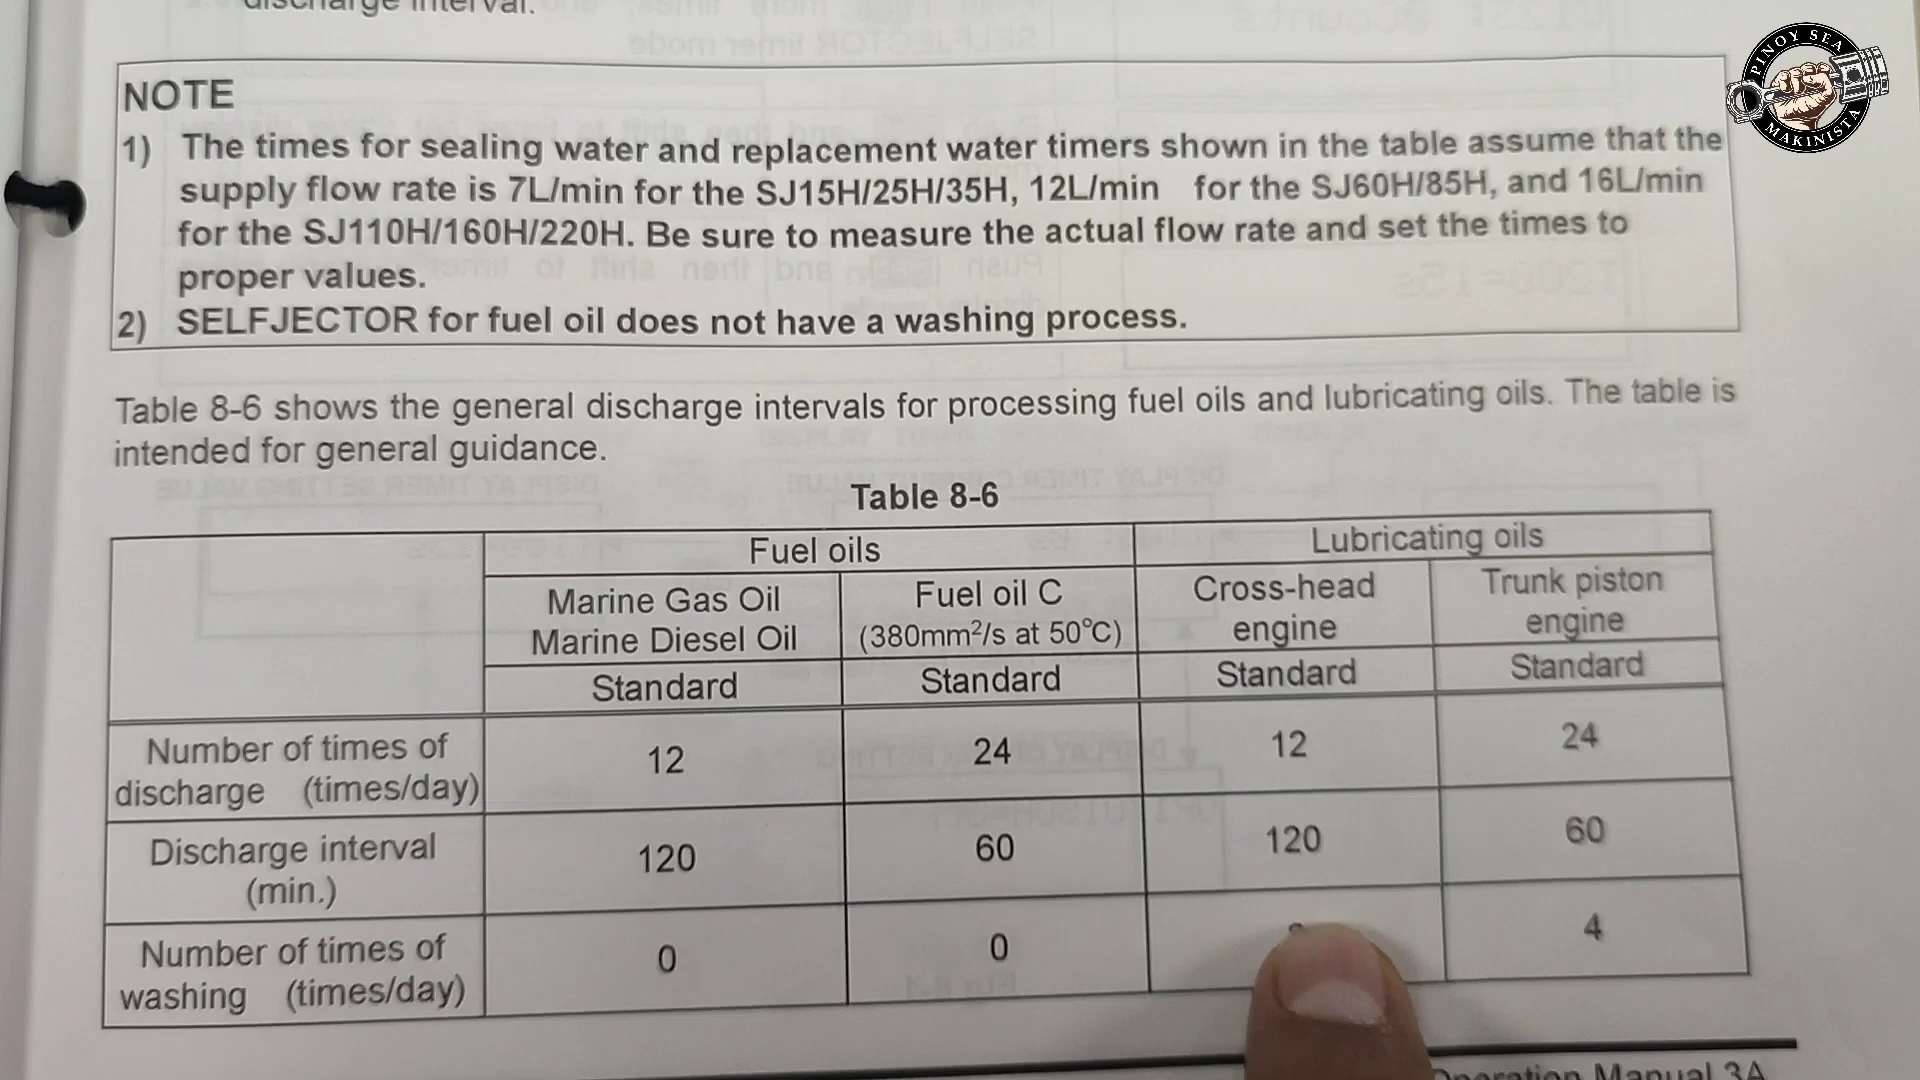 discharge interval.
NOTE
1) The times for sealing water and replacement water timers shown in the table assume that the
supply flow rate is 7L/min for the SJ15H/25H/35H, 12L/min for the SJ60H/85H, and 16L/min
for the SJ110H/160H/220H. Be sure to measure the actual flow rate and set the times to
proper values.
2) SELFJECTOR for fuel oil does not have a washing process.
Table 8-6 shows the general discharge intervals for processing fuel oils and lubricating oils. The table is
intended for general guidance.
Table 8-6
Fuel oils Lubricating oils
Marine Gas Oil
Marine Diesel Oil
Fuel oil C
(380mm²/s at 50°C)
Cross-head
engine
Trunk piston
engine
Standard Standard Standard Standard
Number of times of
discharge (times/day)
12 24 12 24
Discharge interval
(min.)
120 60 120 60
Number of times of
washing (times/day)
0 0 4
Operation Manual 3A
PINOY SEA
MAKINISTA